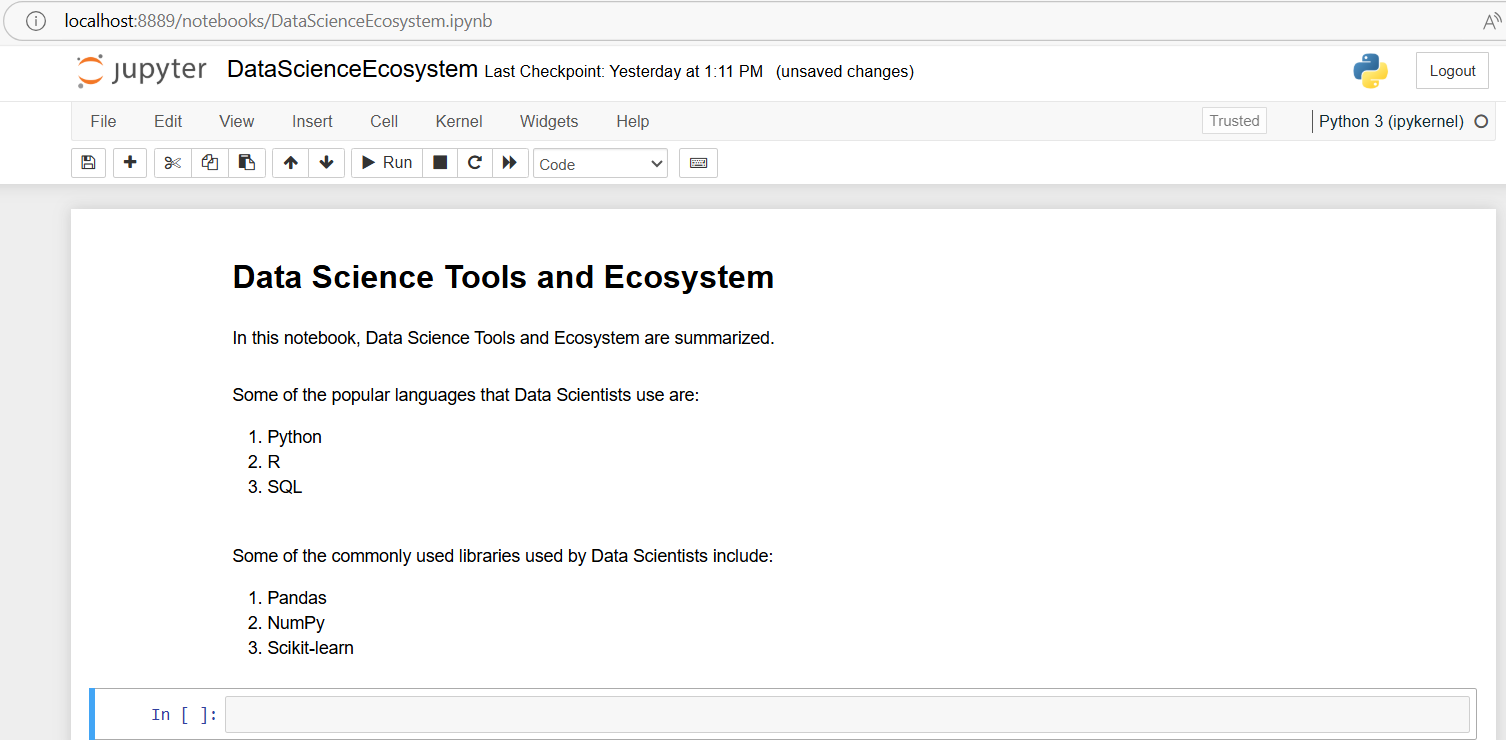 localhost:8889/notebooks/DataScienceEcosystem.ipynb
jupyter DataScienceEcosystem Last Checkpoint: Yesterday at 1:11 PM (unsaved changes) Logout
File Edit View Insert Cell Kernel Widgets Help Trusted Python 3 (ipykernel)
Run Code
Data Science Tools and Ecosystem
In this notebook, Data Science Tools and Ecosystem are summarized.
Some of the popular languages that Data Scientists use are:
1. Python
2. R
3. SQL
Some of the commonly used libraries used by Data Scientists include:
1. Pandas
2. NumPy
3. Scikit-learn
In [ ]: